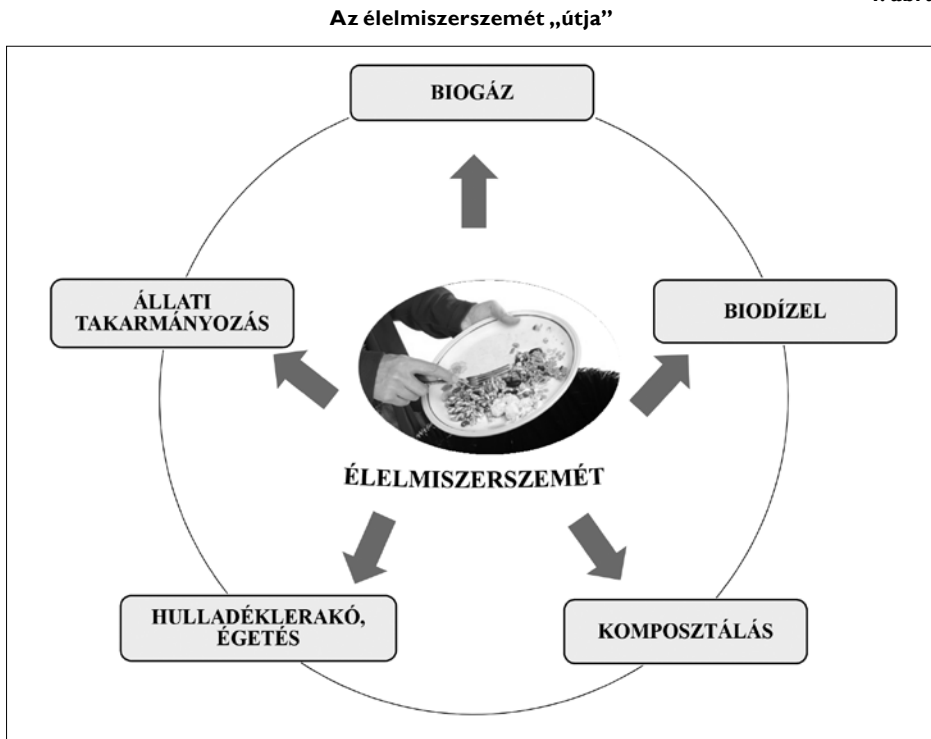 Az élelmiszerszemét „útja”
BIOGÁZ
ÁLLATI
TAKARMÁNYOZÁS
BIODÍZEL
ÉLELMISZERSZEMÉT
HULLADÉKLERAKÓ,
ÉGETÉS
KOMPOSZTÁLÁS